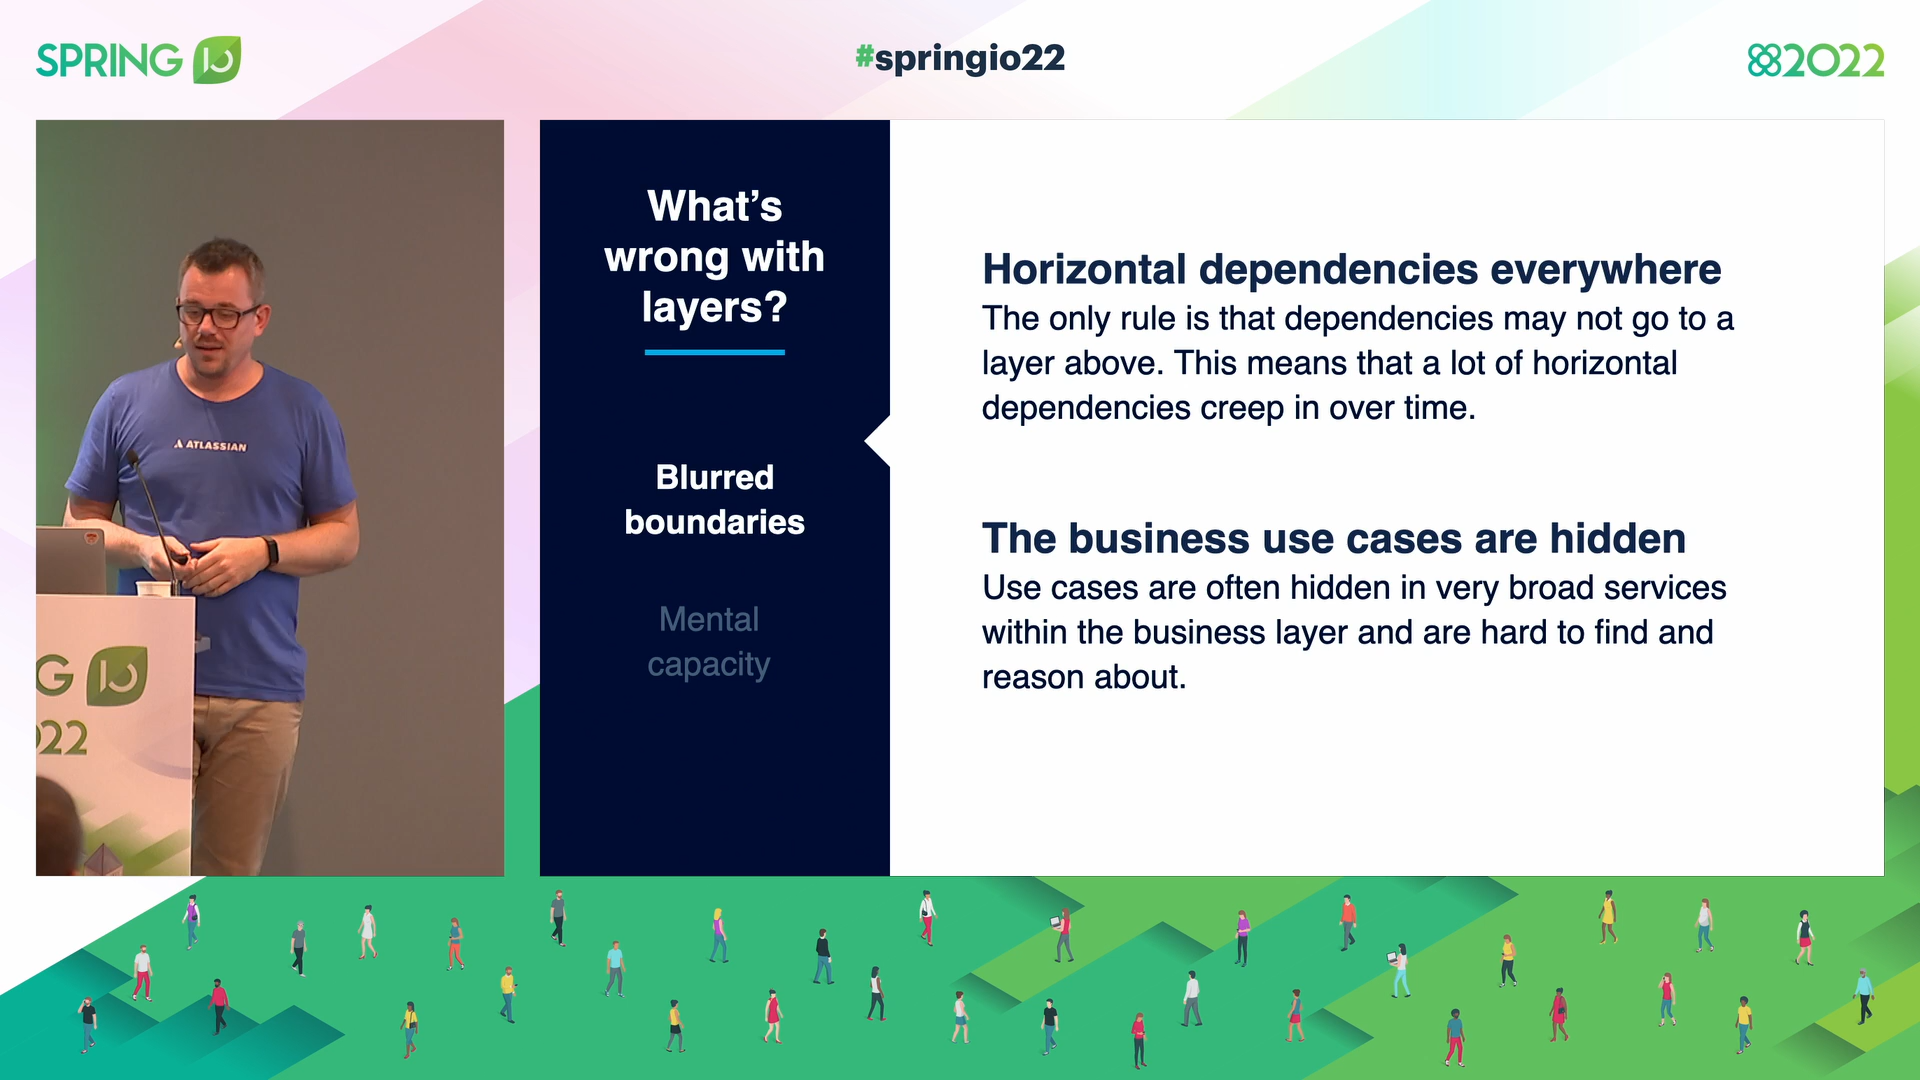 SPRING IO
#springio22
2022
What's
wrong with
layers?
Blurred
boundaries
Mental
capacity
Horizontal dependencies everywhere
The only rule is that dependencies may not go to a
layer above. This means that a lot of horizontal
dependencies creep in over time.
The business use cases are hidden
Use cases are often hidden in very broad services
within the business layer and are hard to find and
reason about.
ATLASSIAN
G IO
022